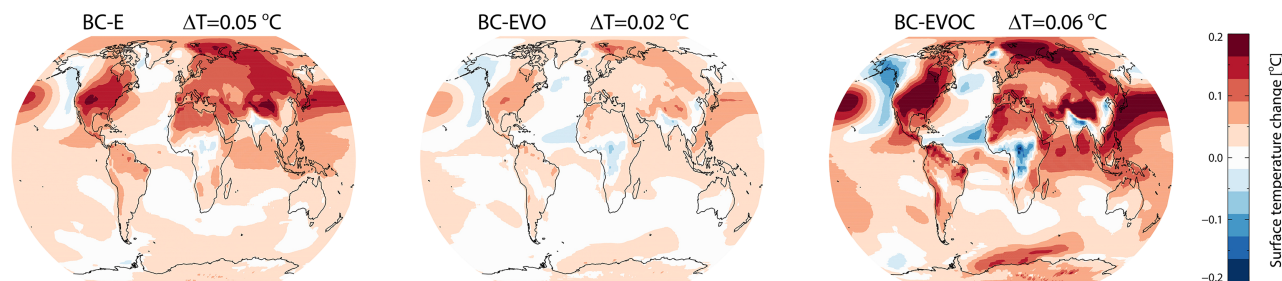 BC-E ΔT=0.05 °C
BC-EVO ΔT=0.02 °C
BC-EVOC ΔT=0.06 °C
0.2
0.1
0.0
−0.1
−0.2
Surface temperature change [°C]